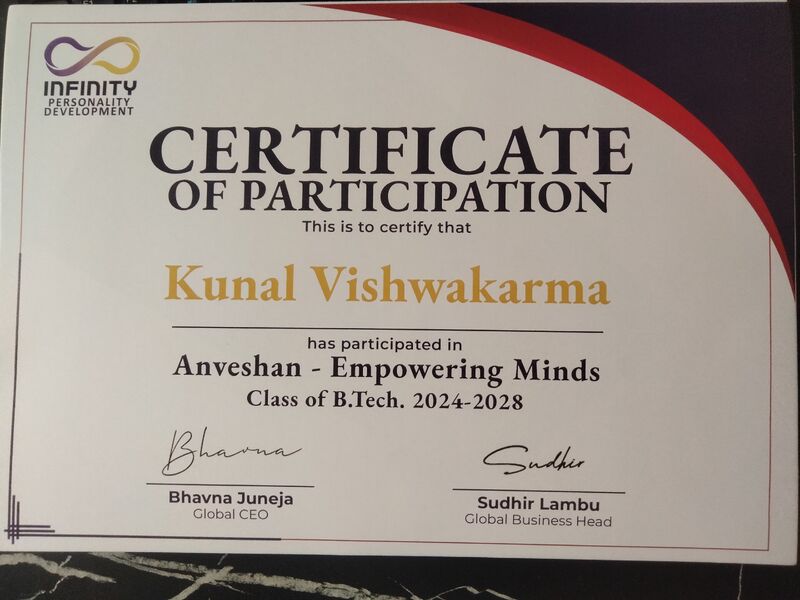 INFINITY
PERSONALITY
DEVELOPMENT
CERTIFICATE
OF PARTICIPATION
This is to certify that
Kunal Vishwakarma
has participated in
Anveshan - Empowering Minds
Class of B.Tech. 2024-2028
Bhavna
Sudhir
Bhavna Juneja
Global CEO
Sudhir Lambu
Global Business Head